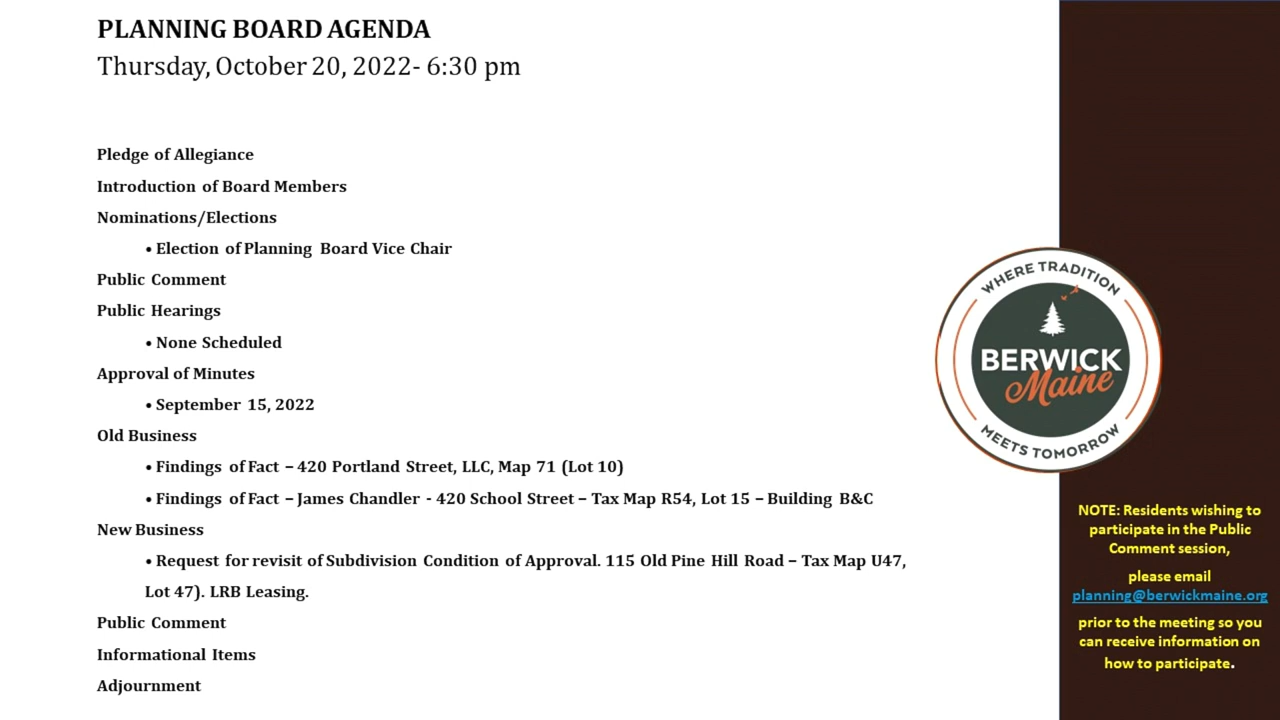 PLANNING BOARD AGENDA
Thursday, October 20, 2022- 6:30 pm
Pledge of Allegiance
Introduction of Board Members
Nominations/Elections
• Election of Planning Board Vice Chair
Public Comment
Public Hearings
• None Scheduled
Approval of Minutes
• September 15, 2022
Old Business
• Findings of Fact – 420 Portland Street, LLC, Map 71 (Lot 10)
• Findings of Fact – James Chandler - 420 School Street – Tax Map R54, Lot 15 – Building B&C
New Business
• Request for revisit of Subdivision Condition of Approval. 115 Old Pine Hill Road – Tax Map U47,
Lot 47). LRB Leasing.
Public Comment
Informational Items
Adjournment
WHERE TRADITION
BERWICK
Maine
MEETS TOMORROW
NOTE: Residents wishing to
participate in the Public
Comment session,
please email
planning@berwickmaine.org
prior to the meeting so you
can receive information on
how to participate.